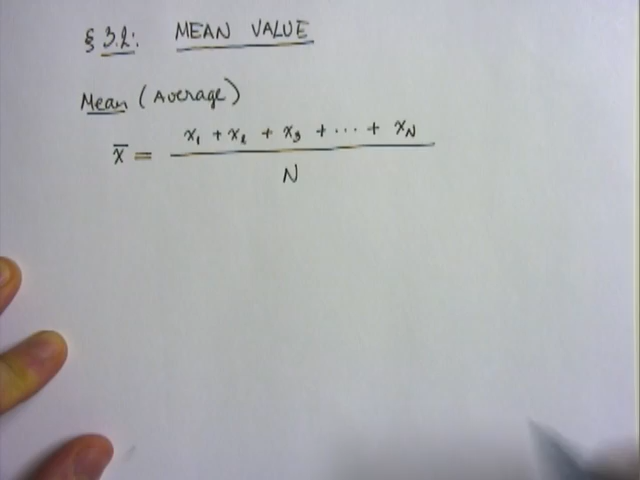 § 3.2: MEAN VALUE
Mean (Average)
x̄ = x₁ + x₂ + x₃ + ··· + x_N
N